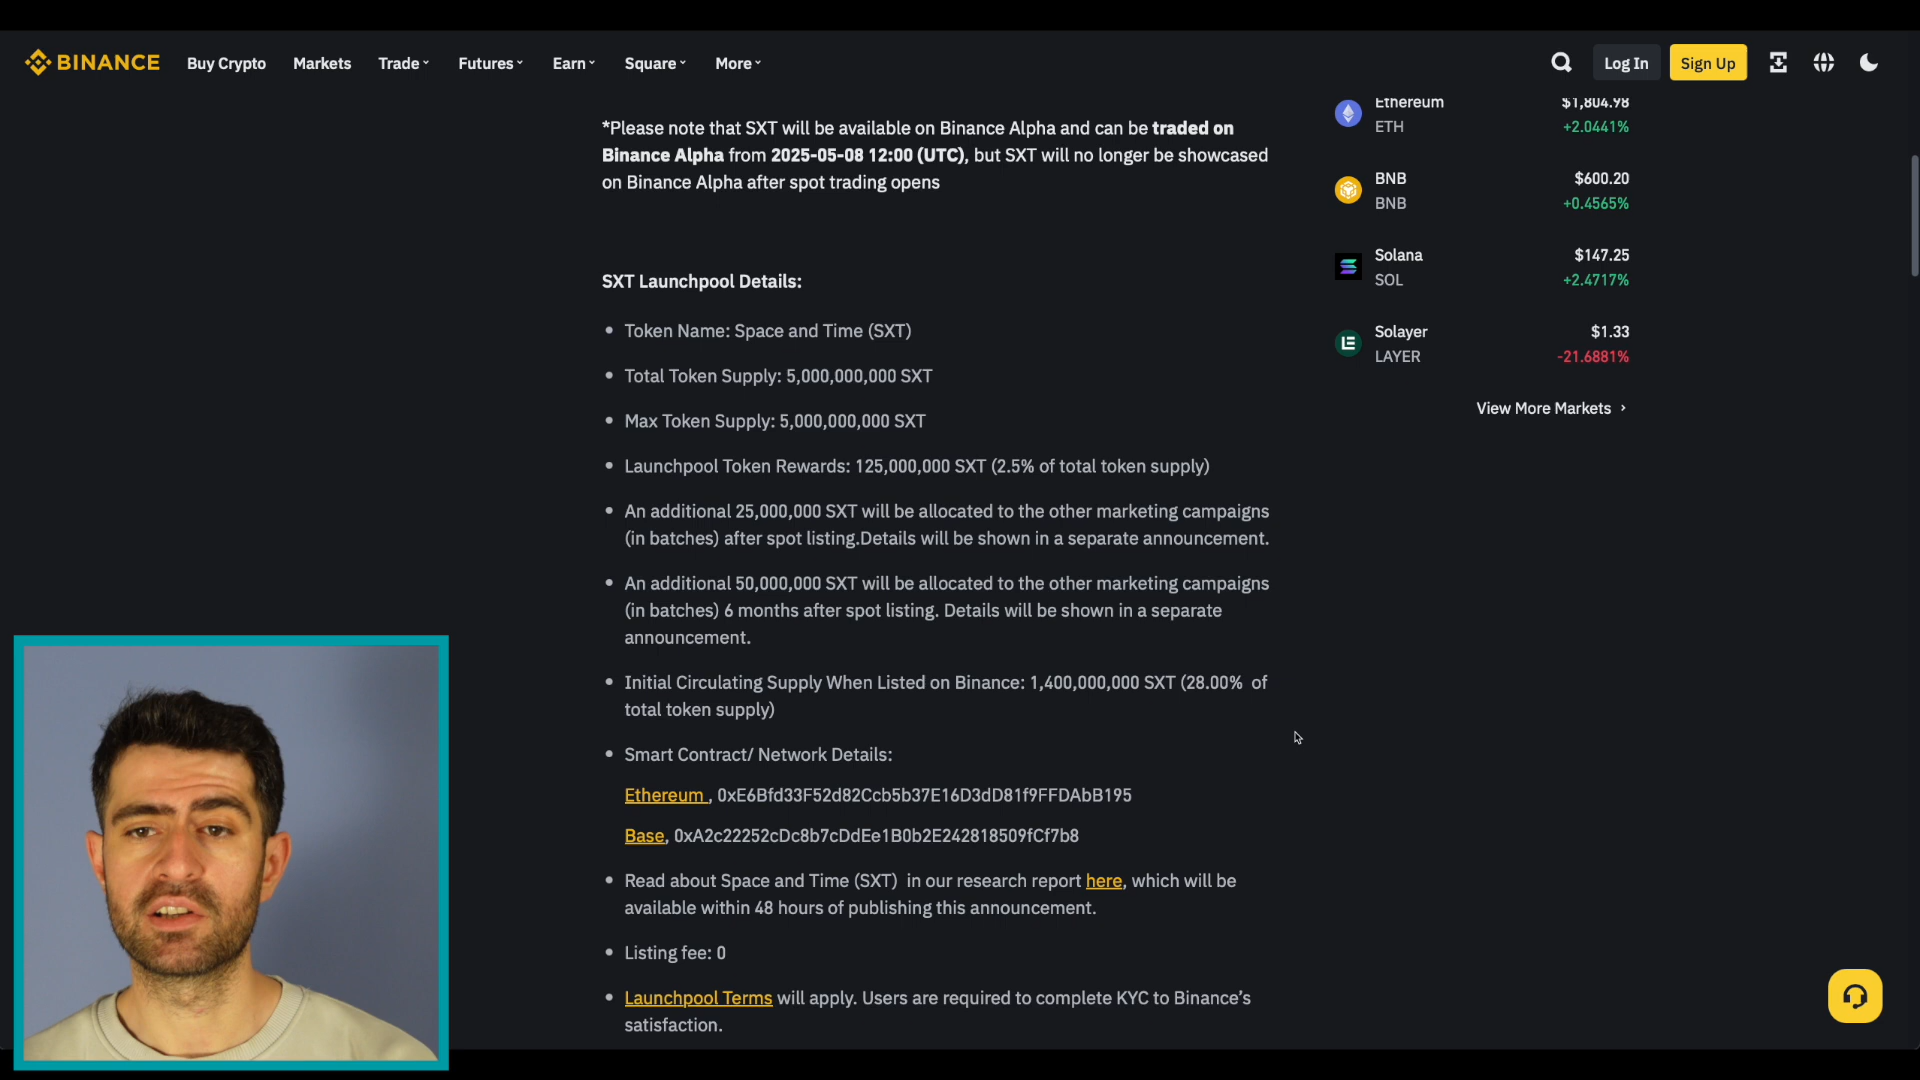 BINANCE Buy Crypto Markets Trade Futures Earn Square More Log In Sign Up
*Please note that SXT will be available on Binance Alpha and can be traded on
Binance Alpha from 2025-05-08 12:00 (UTC), but SXT will no longer be showcased
on Binance Alpha after spot trading opens
SXT Launchpool Details:
Token Name: Space and Time (SXT)
Total Token Supply: 5,000,000,000 SXT
Max Token Supply: 5,000,000,000 SXT
Launchpool Token Rewards: 125,000,000 SXT (2.5% of total token supply)
An additional 25,000,000 SXT will be allocated to the other marketing campaigns
(in batches) after spot listing.Details will be shown in a separate announcement.
An additional 50,000,000 SXT will be allocated to the other marketing campaigns
(in batches) 6 months after spot listing. Details will be shown in a separate
announcement.
Initial Circulating Supply When Listed on Binance: 1,400,000,000 SXT (28.00% of
total token supply)
Smart Contract/ Network Details:
Ethereum , 0xE6Bfd33F52d82Ccb5b37E16D3dD81f9FFDAbB195
Base, 0xA2c22252cDc8b7cDdEe1B0b2E242818509fCf7b8
Read about Space and Time (SXT) in our research report here, which will be
available within 48 hours of publishing this announcement.
Listing fee: 0
Launchpool Terms will apply. Users are required to complete KYC to Binance's
satisfaction.
Ethereum $1,804.98
ETH +2.0441%
BNB $600.20
BNB +0.4565%
Solana $147.25
SOL +2.4717%
Solayer $1.33
LAYER -21.6881%
View More Markets